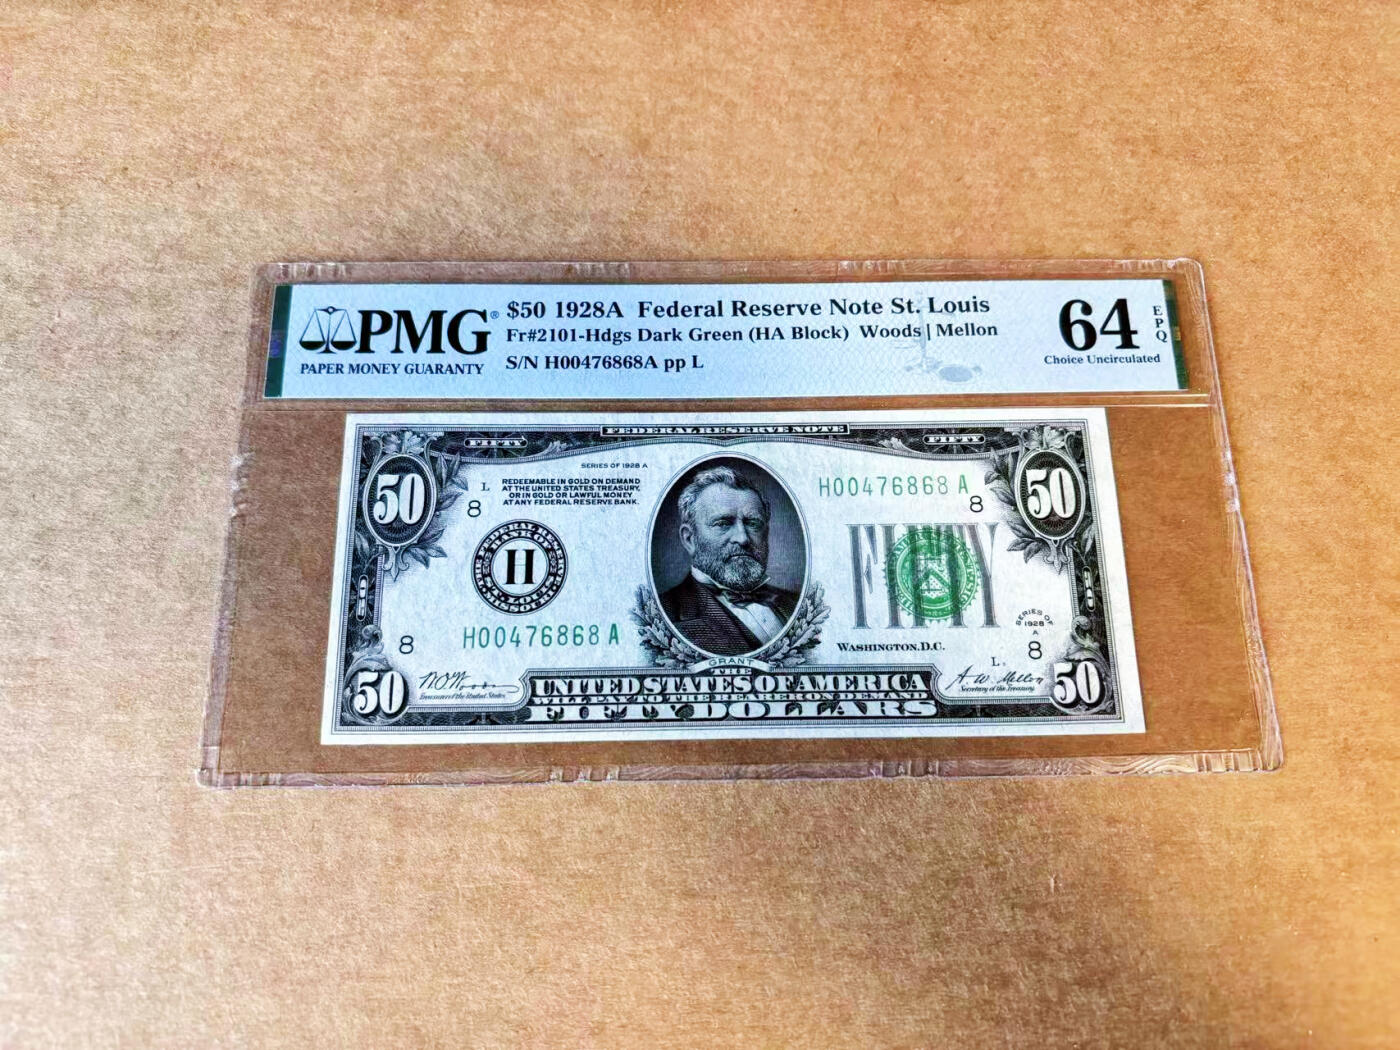 PMG®
PAPER MONEY GUARANTY
$50 1928A Federal Reserve Note St. Louis
Fr#2101-Hdgs Dark Green (HA Block) Woods | Mellon
S/N H00476868A pp L
64 EPQ
Choice Uncirculated
FEDERAL RESERVE NOTE
FIFTY
FIFTY
50
50
SERIES OF 1928 A
L
REDEEMABLE IN GOLD ON DEMAND
AT THE UNITED STATES TREASURY,
OR IN GOLD OR LAWFUL MONEY
AT ANY FEDERAL RESERVE BANK.
8
H00476868 A
8
H
FIFTY
H00476868 A
8
WASHINGTON, D.C.
SERIES OF
1928
A
L
8
GRANT
50
W.O. Woods
Treasurer of the United States
THE
UNITED STATES OF AMERICA
WILL PAY TO THE BEARER ON DEMAND
FIFTY DOLLARS
A. W. Mellon
Secretary of the Treasury.
50